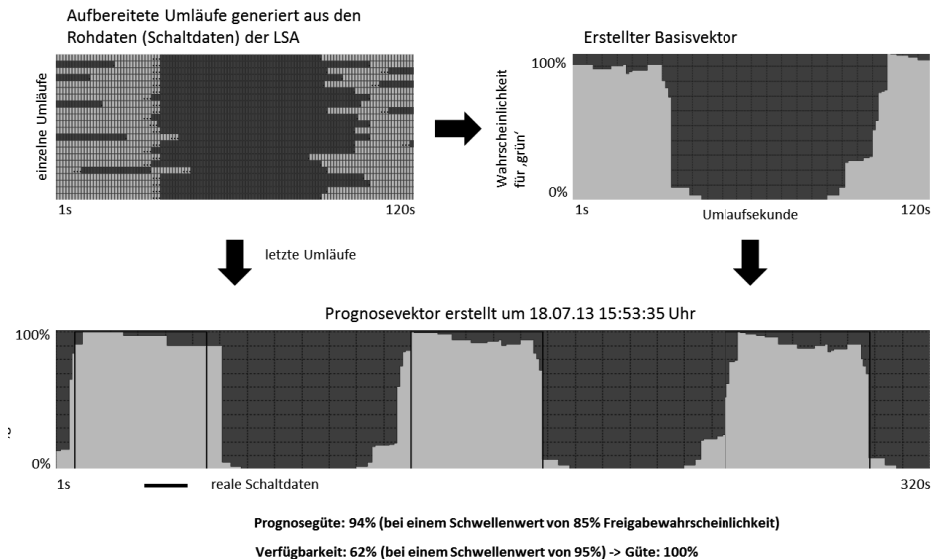 Aufbereitete Umläufe generiert aus den
Rohdaten (Schaltdaten) der LSA
einzelne Umläufe
1s
120s
Erstellter Basisvektor
Wahrscheinlichkeit
für ‚grün‘
100%
0%
1s
Umlaufsekunde
120s
letzte Umläufe
Prognosevektor erstellt um 18.07.13 15:53:35 Uhr
100%
0%
1s
reale Schaltdaten
320s
Prognosegüte: 94% (bei einem Schwellenwert von 85% Freigabewahrscheinlichkeit)
Verfügbarkeit: 62% (bei einem Schwellenwert von 95%) -> Güte: 100%